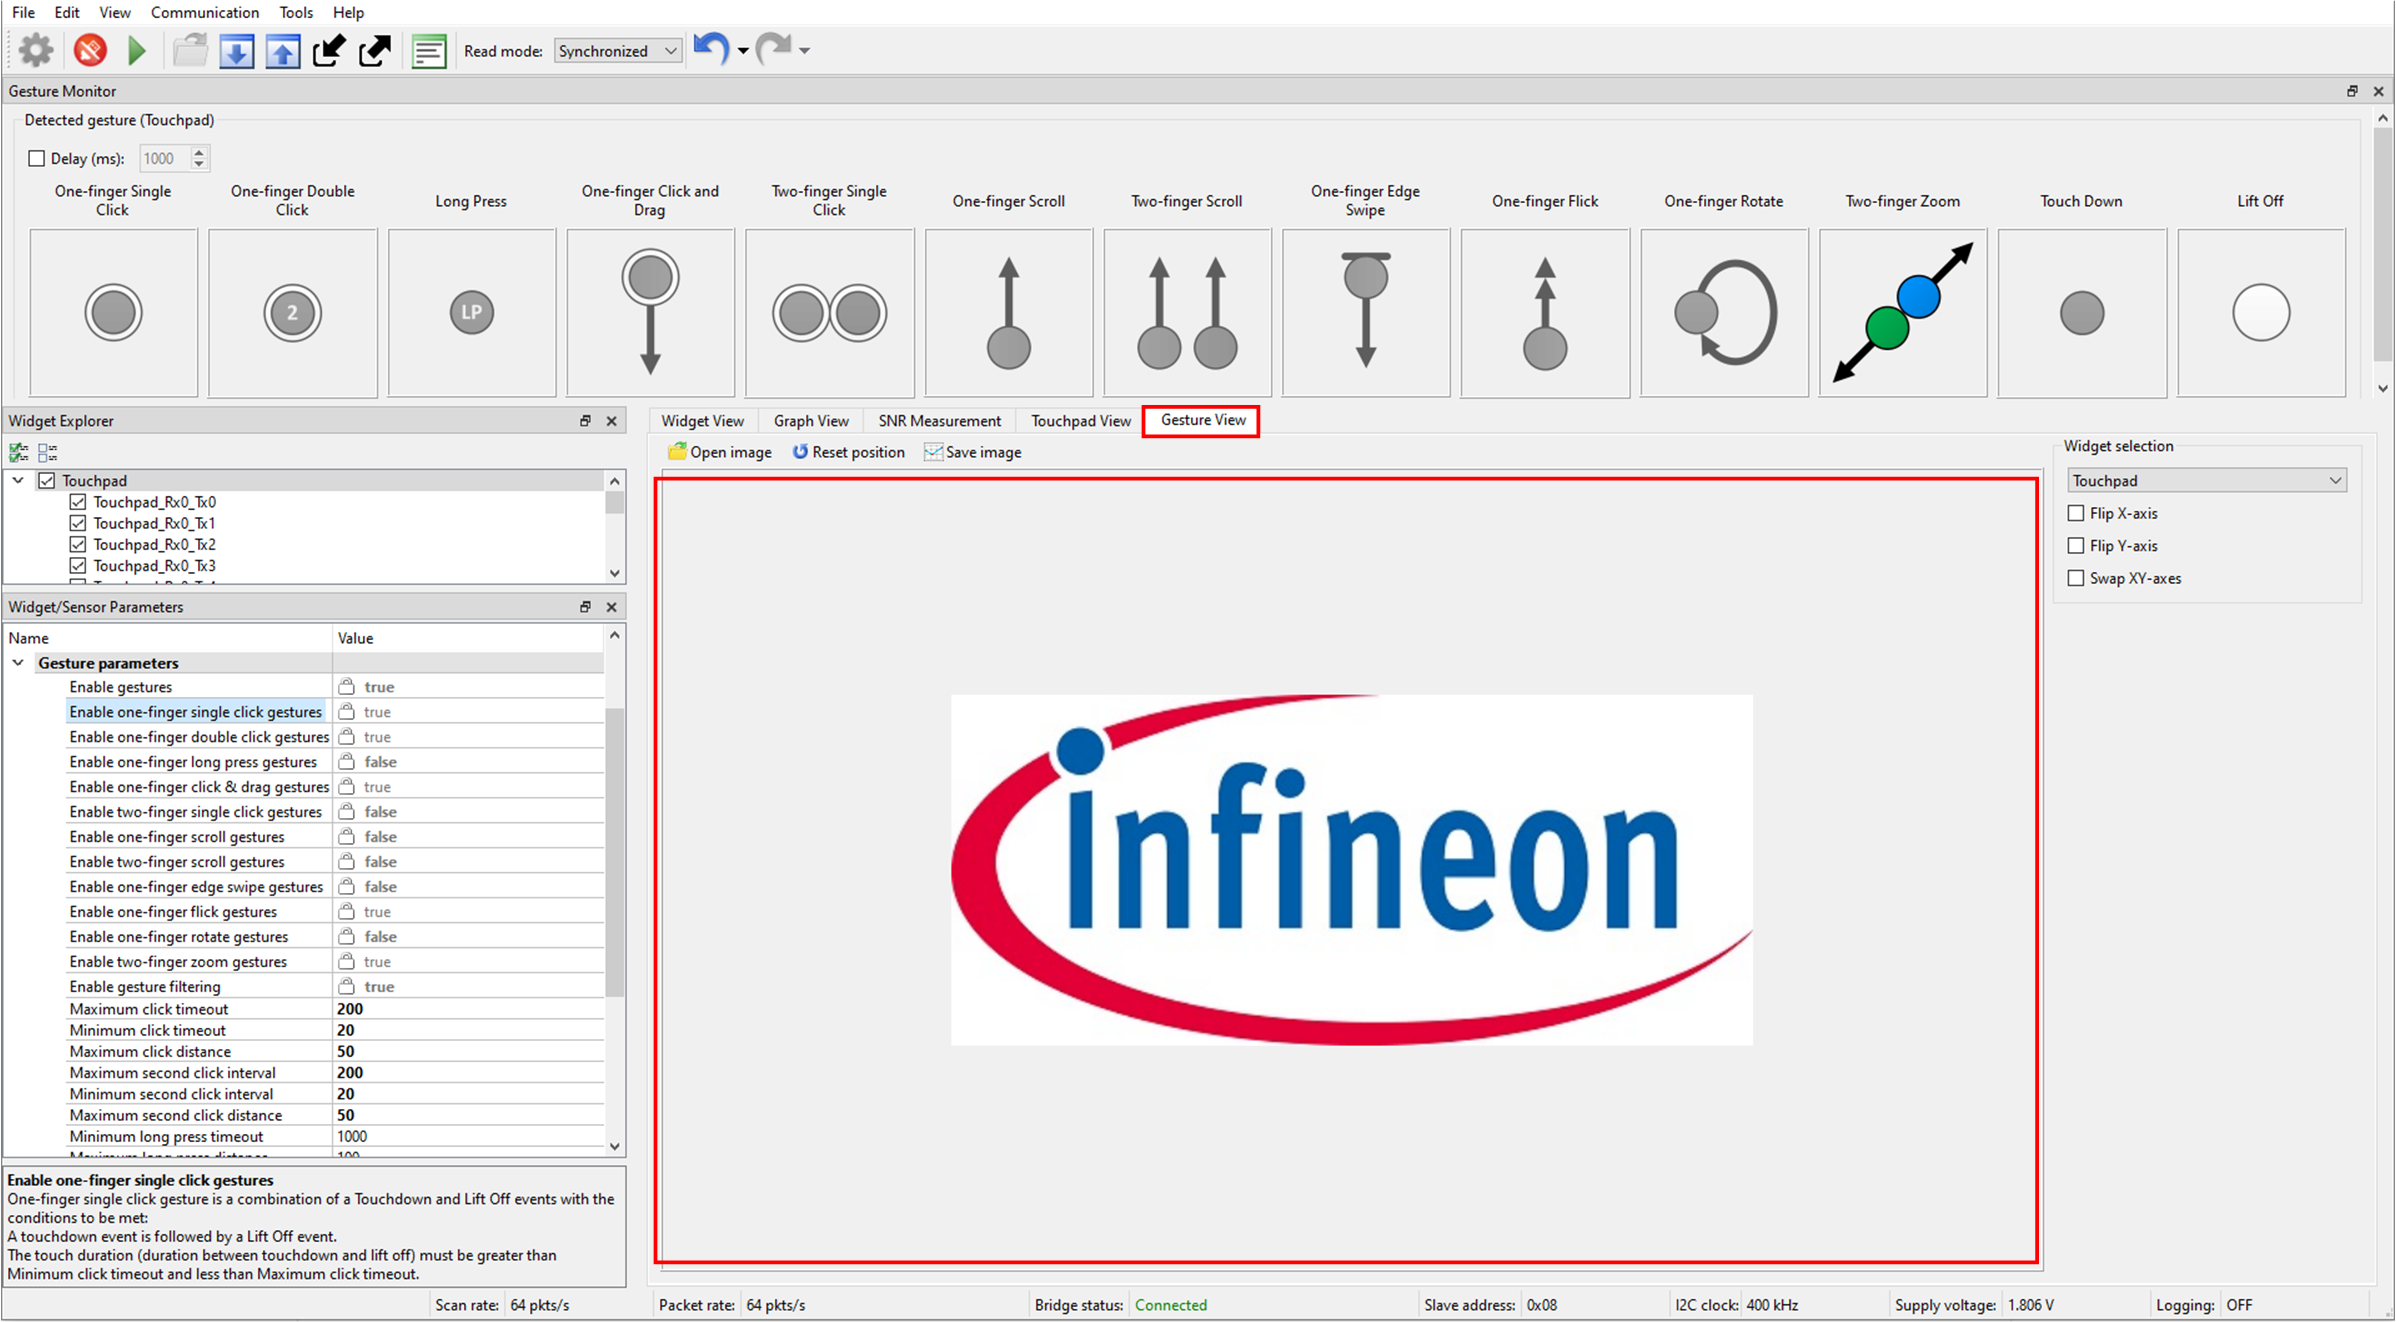 File Edit View Communication Tools Help
Read mode: Synchronized
Gesture Monitor
Detected gesture (Touchpad)
Delay (ms): 1000
One-finger Single Click
One-finger Double Click
Long Press
One-finger Click and Drag
Two-finger Single Click
One-finger Scroll
Two-finger Scroll
One-finger Edge Swipe
One-finger Flick
One-finger Rotate
Two-finger Zoom
Touch Down
Lift Off
2
LP
Widget Explorer
Touchpad
Touchpad_Rx0_Tx0
Touchpad_Rx0_Tx1
Touchpad_Rx0_Tx2
Touchpad_Rx0_Tx3
Widget/Sensor Parameters
Name Value
Gesture parameters
Enable gestures true
Enable one-finger single click gestures true
Enable one-finger double click gestures true
Enable one-finger long press gestures false
Enable one-finger click & drag gestures true
Enable two-finger single click gestures false
Enable one-finger scroll gestures false
Enable two-finger scroll gestures false
Enable one-finger edge swipe gestures false
Enable one-finger flick gestures true
Enable one-finger rotate gestures false
Enable two-finger zoom gestures true
Enable gesture filtering true
Maximum click timeout 200
Minimum click timeout 20
Maximum click distance 50
Maximum second click interval 200
Minimum second click interval 20
Maximum second click distance 50
Minimum long press timeout 1000
Enable one-finger single click gestures
One-finger single click gesture is a combination of a Touchdown and Lift Off events with the
conditions to be met:
A touchdown event is followed by a Lift Off event.
The touch duration (duration between touchdown and lift off) must be greater than
Minimum click timeout and less than Maximum click timeout.
Widget View Graph View SNR Measurement Touchpad View Gesture View
Open image Reset position Save image
infineon
Widget selection
Touchpad
Flip X-axis
Flip Y-axis
Swap XY-axes
Scan rate: 64 pkts/s Packet rate: 64 pkts/s Bridge status: Connected Slave address: 0x08 I2C clock: 400 kHz Supply voltage: 1.806 V Logging: OFF